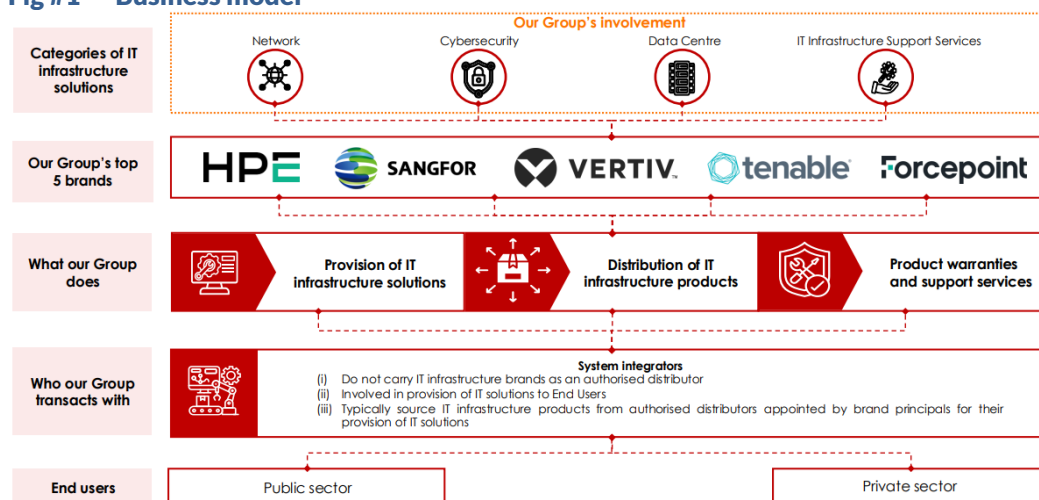 Fig #1 Business model
Our Group's involvement
Categories of IT
infrastructure
solutions
Network
Cybersecurity
Data Centre
IT Infrastructure Support Services
Our Group's top
5 brands
HPE
SANGFOR
VERTIV™
tenable
Forcepoint
What our Group
does
Provision of IT
infrastructure solutions
Distribution of IT
infrastructure products
Product warranties
and support services
Who our Group
transacts with
System integrators
(i) Do not carry IT infrastructure brands as an authorised distributor
(ii) Involved in provision of IT solutions to End Users
(iii) Typically source IT infrastructure products from authorised distributors appointed by brand principals for their
provision of IT solutions
End users
Public sector
Private sector